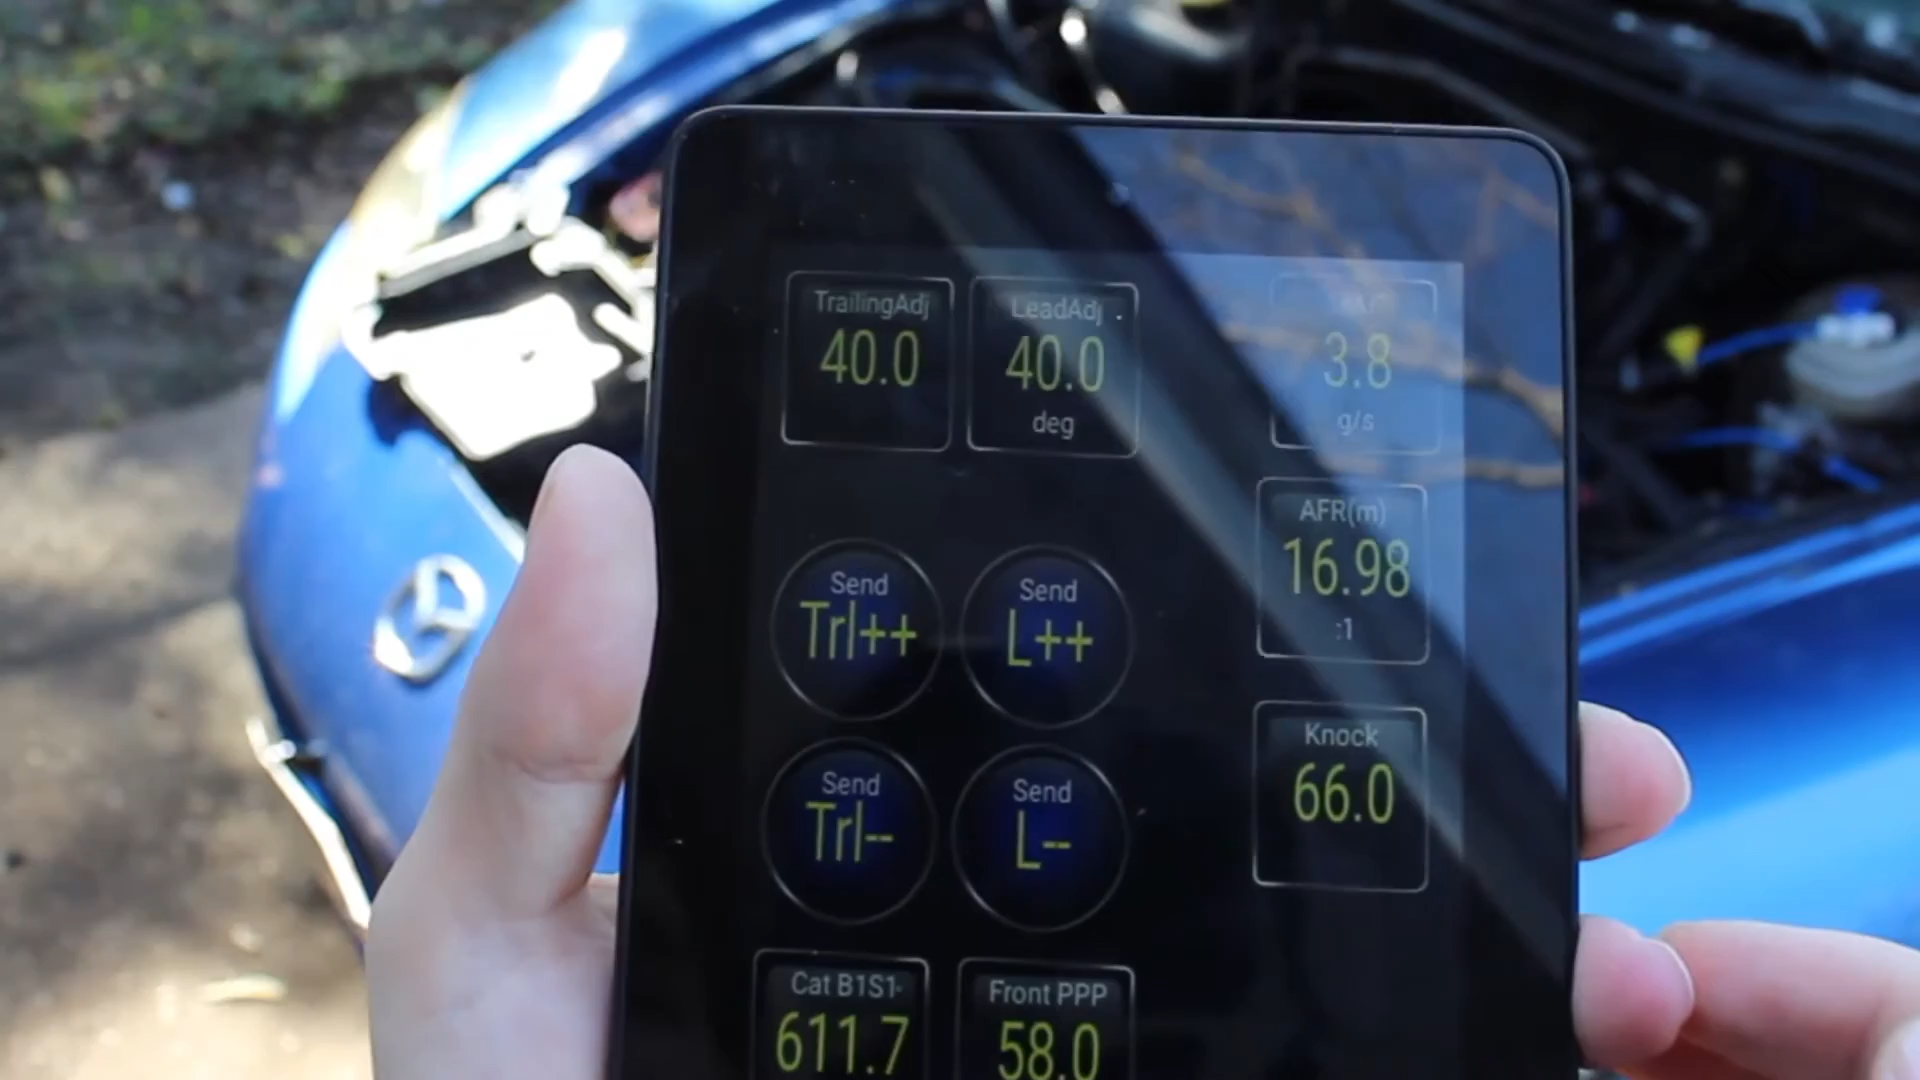 TrailingAdj
40.0
LeadAdj
40.0
deg
3.8
g/s
AFR(m)
16.98
:1
Send
Trl++
Send
L++
Knock
66.0
Send
Trl--
Send
L--
Cat B1S1
611.7
Front PPP
58.0